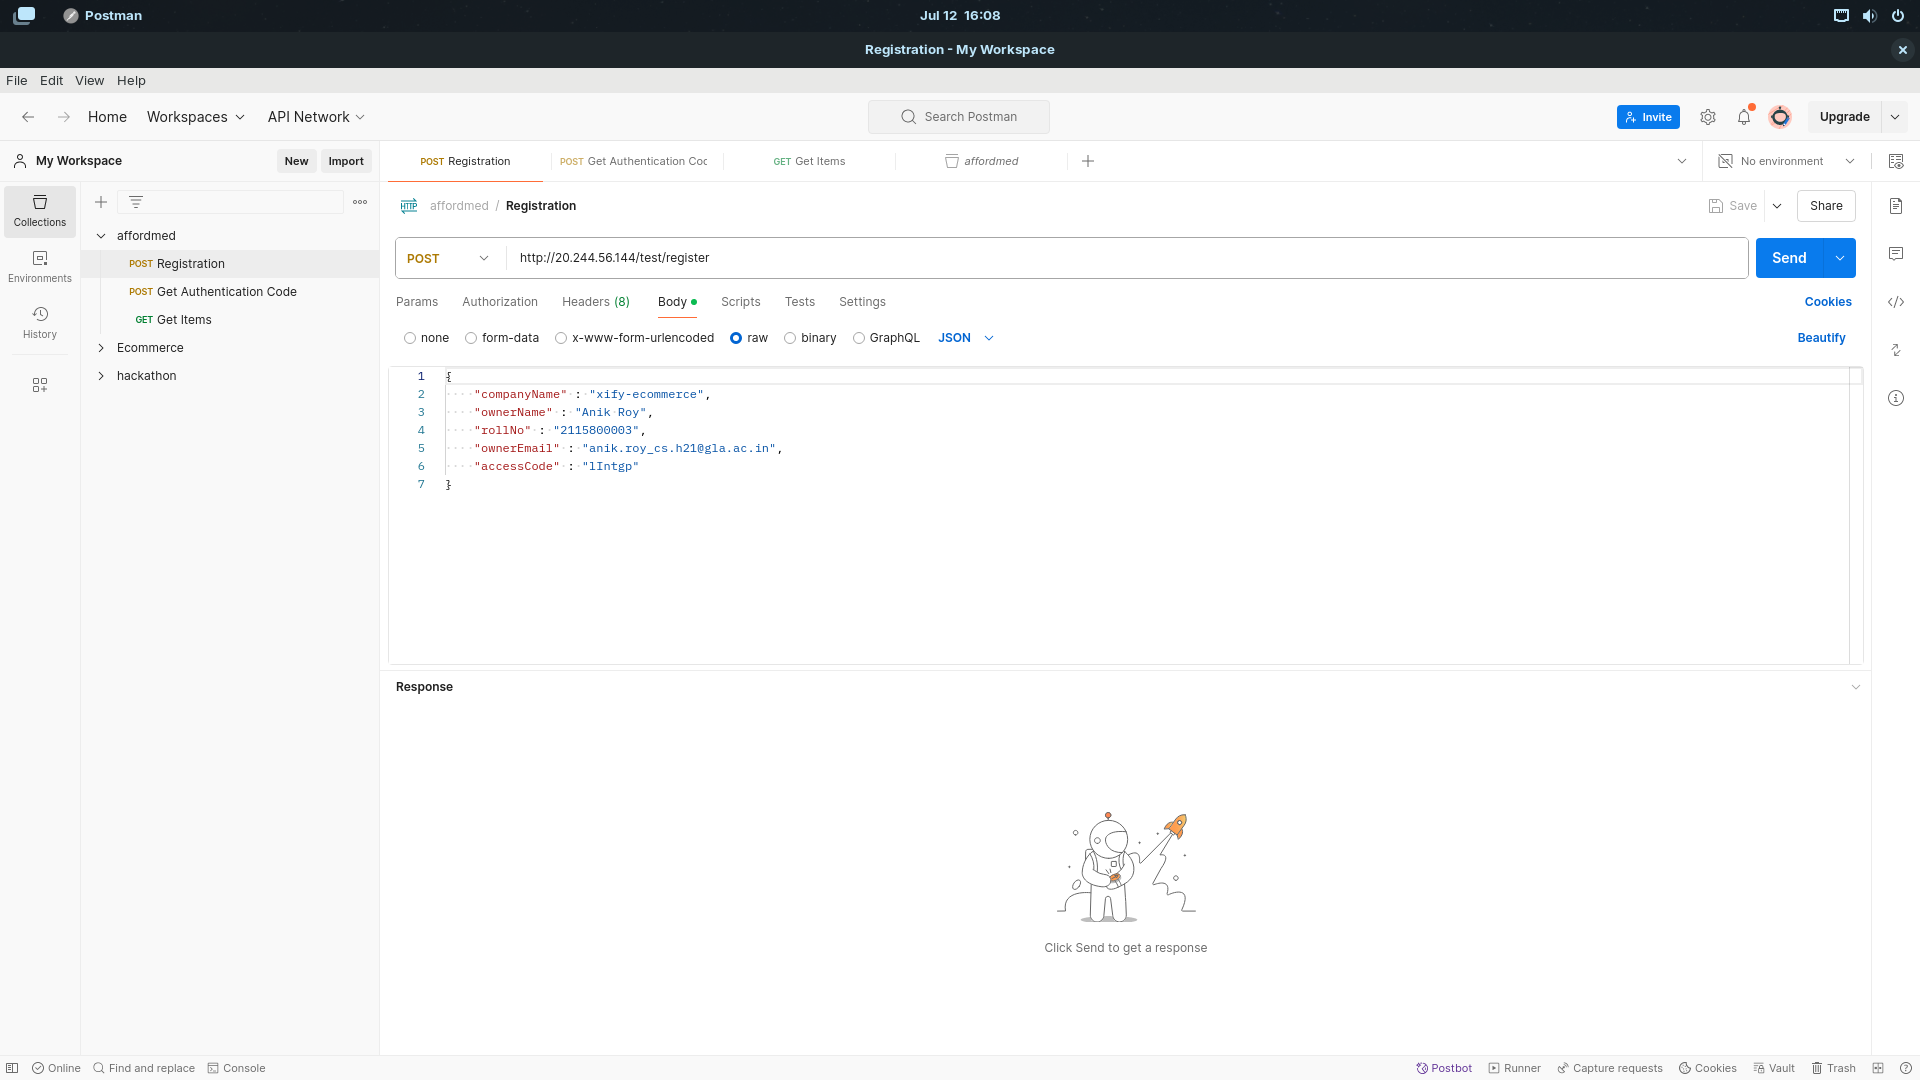 Postman
Jul 12 16:08
Registration - My Workspace
File Edit View Help
Home Workspaces API Network Search Postman Invite Upgrade
My Workspace New Import POST Registration POST Get Authentication Coc GET Get Items affordmed No environment
Collections
Environments
History
affordmed
POST Registration
POST Get Authentication Code
GET Get Items
Ecommerce
hackathon
HTTP affordmed / Registration Save Share
POST http://20.244.56.144/test/register Send
Params Authorization Headers (8) Body Scripts Tests Settings Cookies
none form-data x-www-form-urlencoded raw binary GraphQL JSON Beautify
1 {
2 "companyName" : "xify-ecommerce",
3 "ownerName" : "Anik Roy",
4 "rollNo" : "2115800003",
5 "ownerEmail" : "anik.roy_cs.h21@gla.ac.in",
6 "accessCode" : "lIntgp"
7 }
Response
Click Send to get a response
Online Find and replace Console Postbot Runner Capture requests Cookies Vault Trash